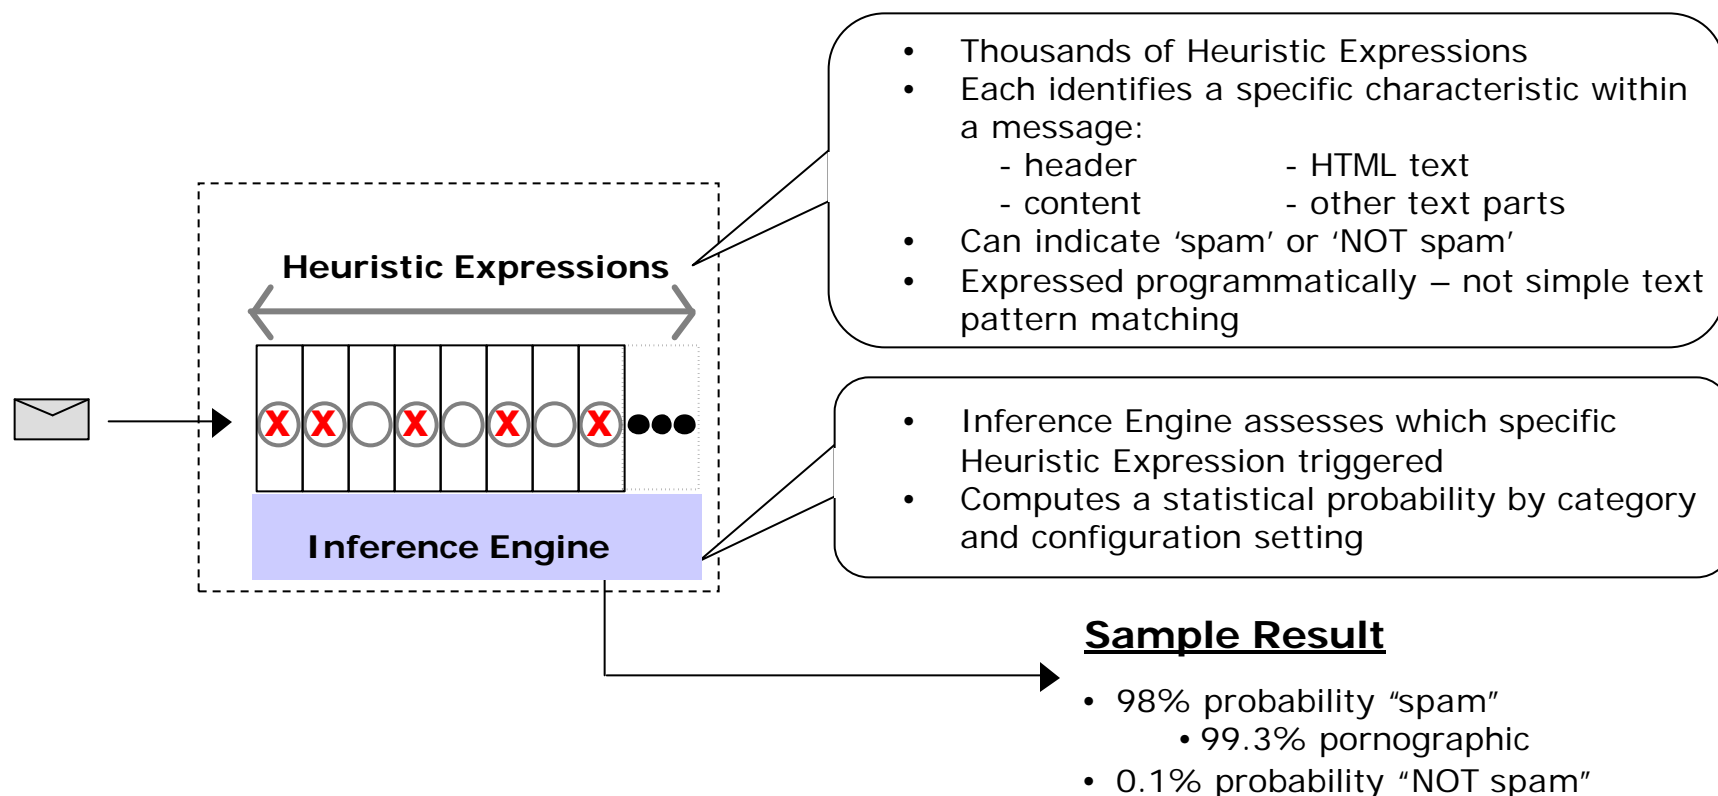 • Thousands of Heuristic Expressions
• Each identifies a specific characteristic within
a message:
- header - HTML text
- content - other text parts
• Can indicate ‘spam’ or ‘NOT spam’
• Expressed programmatically – not simple text
pattern matching
Heuristic Expressions
X X X X X
• Inference Engine assesses which specific
Heuristic Expression triggered
• Computes a statistical probability by category
and configuration setting
Inference Engine
Sample Result
• 98% probability “spam”
• 99.3% pornographic
• 0.1% probability “NOT spam”